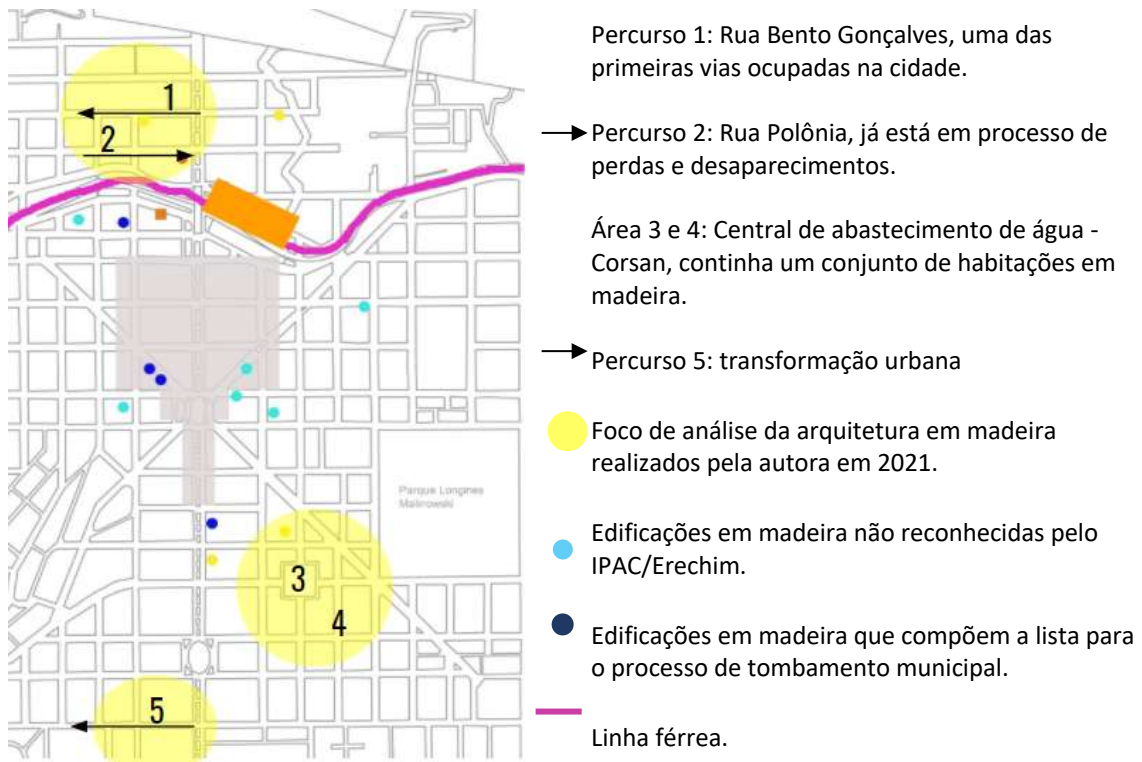 1
2
Parque Longines
Malinowski
3
4
5
Percurso 1: Rua Bento Gonçalves, uma das
primeiras vias ocupadas na cidade.
Percurso 2: Rua Polônia, já está em processo de
perdas e desaparecimentos.
Área 3 e 4: Central de abastecimento de água -
Corsan, continha um conjunto de habitações em
madeira.
Percurso 5: transformação urbana
Foco de análise da arquitetura em madeira
realizados pela autora em 2021.
Edificações em madeira não reconhecidas pelo
IPAC/Erechim.
Edificações em madeira que compõem a lista para
o processo de tombamento municipal.
Linha férrea.